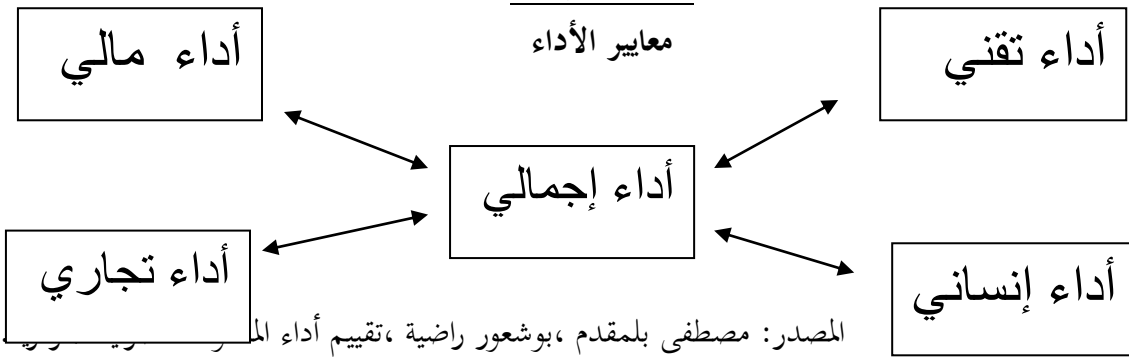 معايير الأداء
أداء تقني
أداء مالي
أداء إجمالي
أداء إنساني
أداء تجاري
المصدر: مصطفى بلمقدم ،بوشعور راضية ،تقييم أداء